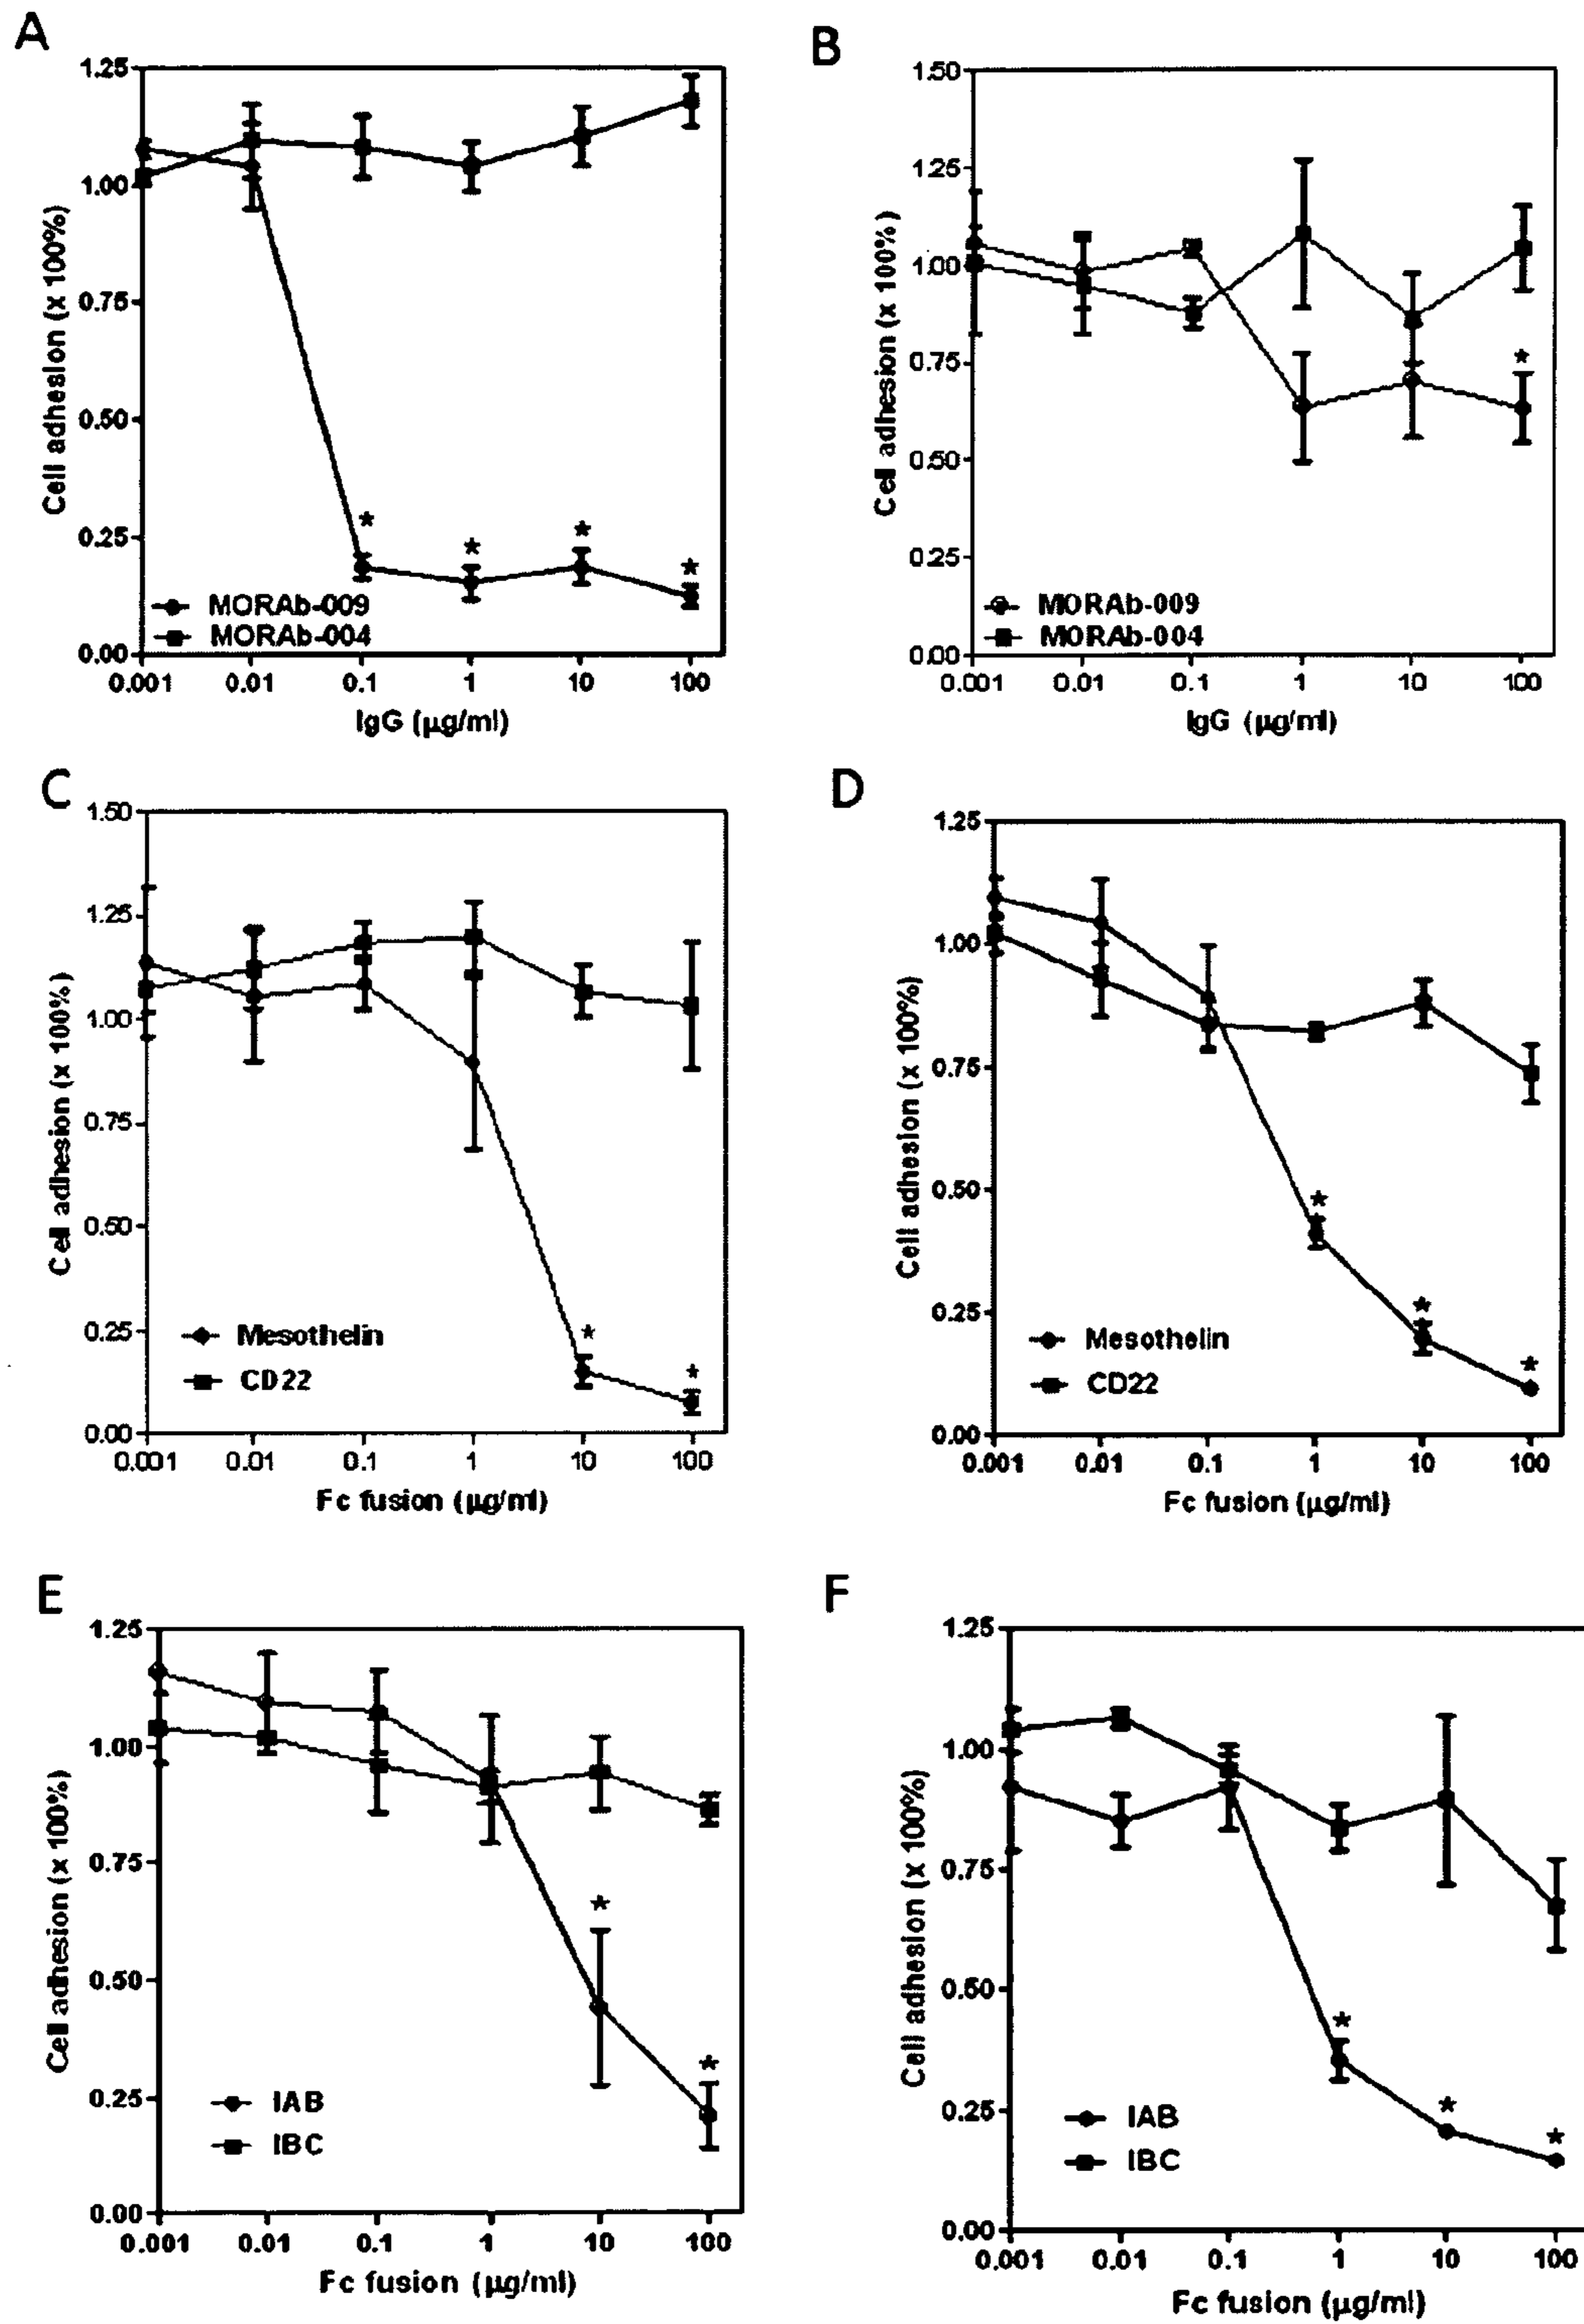 A
1.25
1.00
0.75
0.50
0.25
0.00
Cell adhesion (x 100%)
*
*
*
*
MORAb-009
MORAb-004
0.001 0.01 0.1 1 10 100
IgG (µg/ml)
B
1.50
1.25
1.00
0.75
0.50
0.25
0.00
Cell adhesion (x 100%)
*
MORAb-009
MORAb-004
0.001 0.01 0.1 1 10 100
IgG (µg/ml)
C
1.50
1.25
1.00
0.75
0.50
0.25
0.00
Cell adhesion (x 100%)
*
*
Mesothelin
CD22
0.001 0.01 0.1 1 10 100
Fc fusion (µg/ml)
D
1.25
1.00
0.75
0.50
0.25
0.00
Cell adhesion (x 100%)
*
*
*
Mesothelin
CD22
0.001 0.01 0.1 1 10 100
Fc fusion (µg/ml)
E
1.25
1.00
0.75
0.50
0.25
0.00
Cell adhesion (x 100%)
*
*
IAB
IBC
0.001 0.01 0.1 1 10 100
Fc fusion (µg/ml)
F
1.25
1.00
0.75
0.50
0.25
0.00
Cell adhesion (x 100%)
*
*
*
IAB
IBC
0.001 0.01 0.1 1 10 100
Fc fusion (µg/ml)